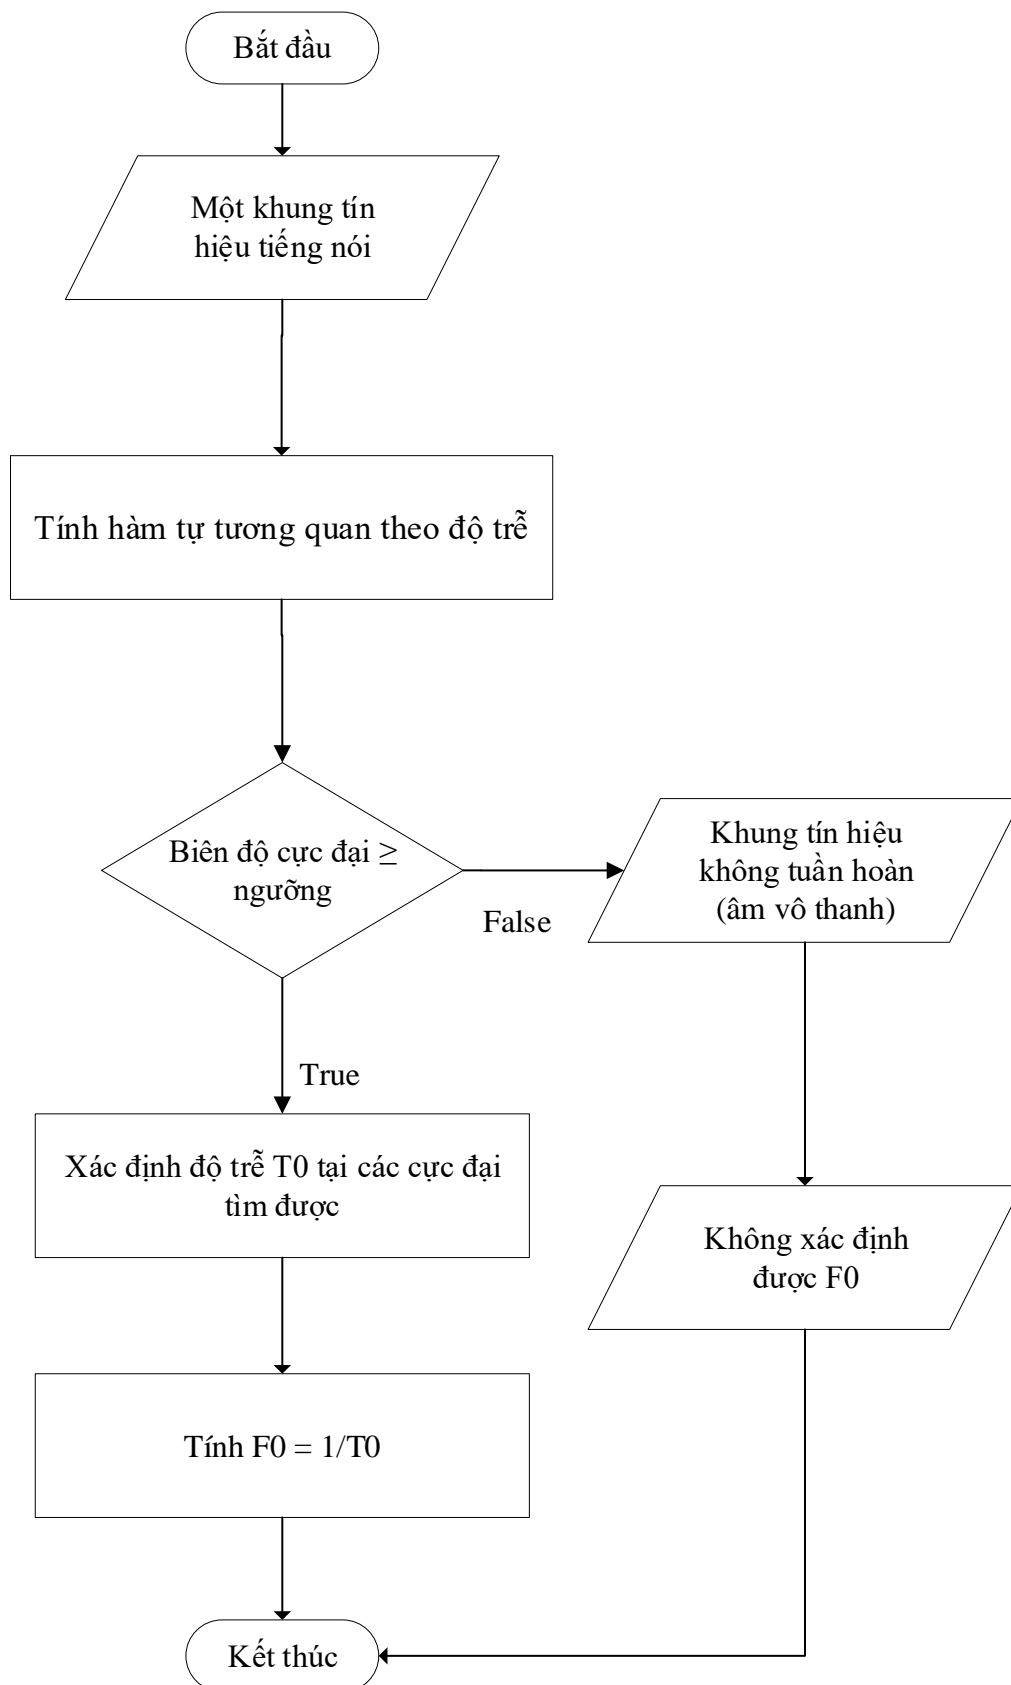 Bắt đầu
Một khung tín
hiệu tiếng nói
Tính hàm tự tương quan theo độ trễ
Biên độ cực đại ≥
ngưỡng
False
Khung tín hiệu
không tuần hoàn
(âm vô thanh)
True
Xác định độ trễ T0 tại các cực đại
tìm được
Không xác định
được F0
Tính F0 = 1/T0
Kết thúc